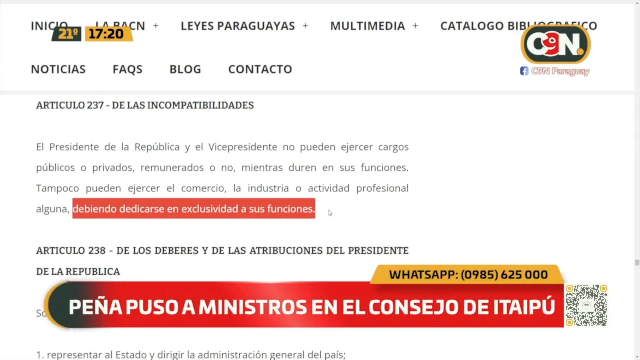 INICIO LA BACN + LEYES PARAGUAYAS + MULTIMEDIA + CATALOGO BIBLIOGRAFICO
21º 17:20
C9N
C9N Paraguay
NOTICIAS FAQS BLOG CONTACTO
ARTICULO 237 - DE LAS INCOMPATIBILIDADES
El Presidente de la República y el Vicepresidente no pueden ejercer cargos
públicos o privados, remunerados o no, mientras duren en sus funciones.
Tampoco pueden ejercer el comercio, la industria o actividad profesional
alguna, debiendo dedicarse en exclusividad a sus funciones.
ARTICULO 238 - DE LOS DEBERES Y DE LAS ATRIBUCIONES DEL PRESIDENTE
DE LA REPUBLICA
WHATSAPP: (0985) 625 000
PEÑA PUSO A MINISTROS EN EL CONSEJO DE ITAIPÚ
1. representar al Estado y dirigir la administración general del país;